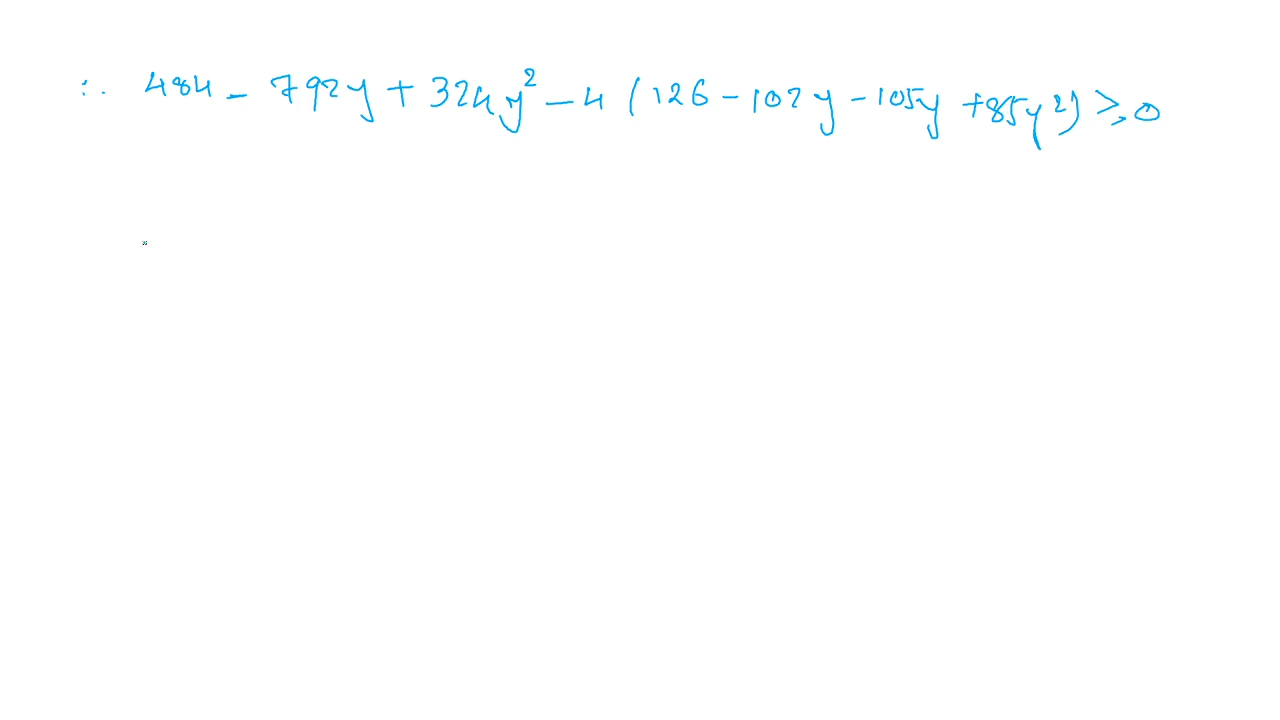 ∴ 484 - 792y + 324y² - 4 (126 - 102y - 105y + 85y2) ≥ 0